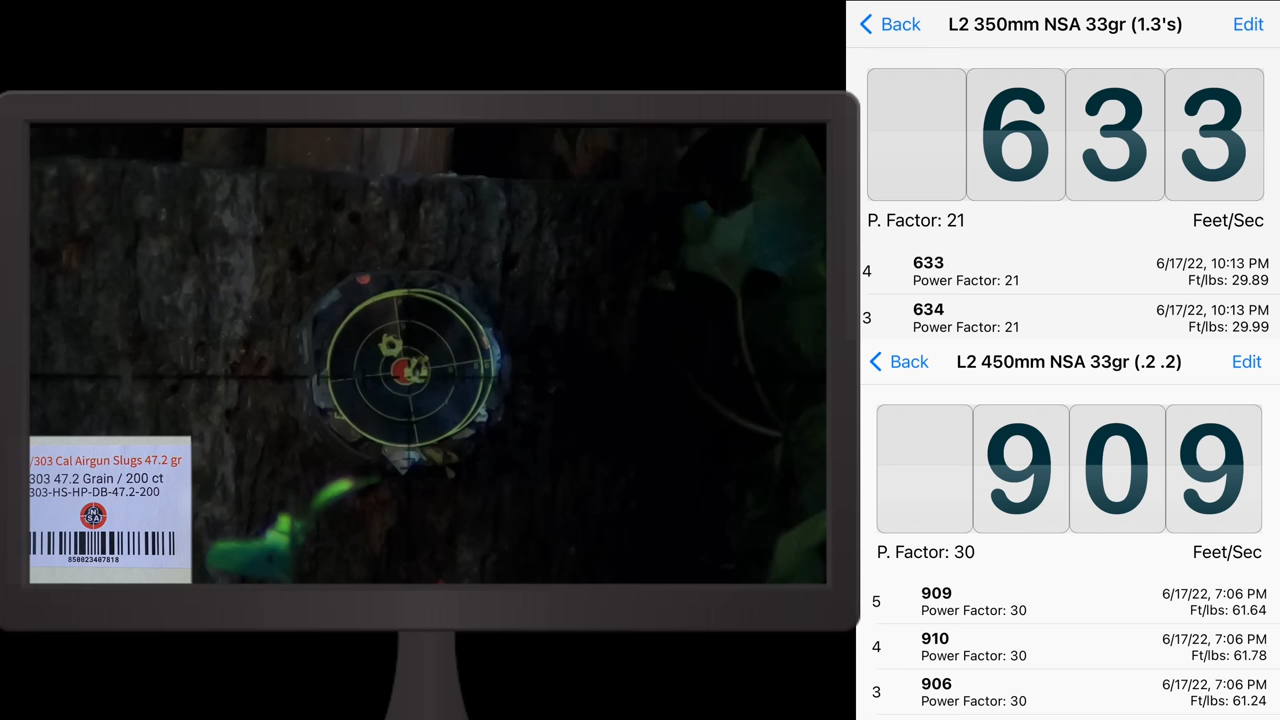 /303 Cal Airgun Slugs 47.2 gr
303 47.2 Grain / 200 ct
303-HS-HP-DB-47.2-200
NSA
850023407818
Back
L2 350mm NSA 33gr (1.3's)
Edit
633
P. Factor: 21
Feet/Sec
4
633
6/17/22, 10:13 PM
Power Factor: 21
Ft/lbs: 29.89
3
634
6/17/22, 10:13 PM
Power Factor: 21
Ft/lbs: 29.99
Back
L2 450mm NSA 33gr (.2 .2)
Edit
909
P. Factor: 30
Feet/Sec
5
909
6/17/22, 7:06 PM
Power Factor: 30
Ft/lbs: 61.64
4
910
6/17/22, 7:06 PM
Power Factor: 30
Ft/lbs: 61.78
3
906
6/17/22, 7:06 PM
Power Factor: 30
Ft/lbs: 61.24